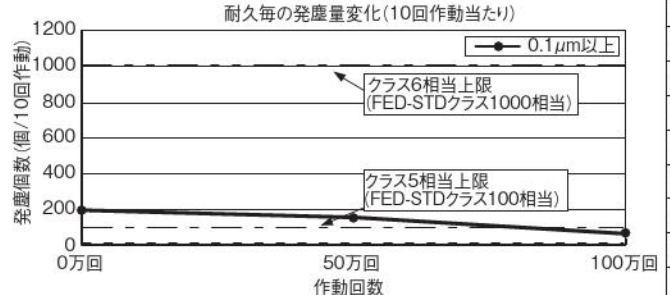 耐久毎の発塵量変化(10回作動当たり)
発塵個数(個/10回作動)
1200
1000
800
600
400
200
0
0.1μm以上
クラス6相当上限
(FED-STDクラス1000相当)
クラス5相当上限
(FED-STDクラス100相当)
0万回
50万回
100万回
作動回数